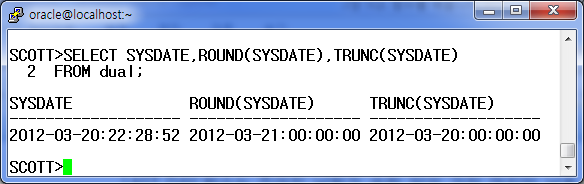 oracle@localhost:~
SCOTT>SELECT SYSDATE,ROUND(SYSDATE),TRUNC(SYSDATE)
2 FROM dual;
SYSDATE ROUND(SYSDATE) TRUNC(SYSDATE)
------------------- ------------------- -------------------
2012-03-20:22:28:52 2012-03-21:00:00:00 2012-03-20:00:00:00
SCOTT>